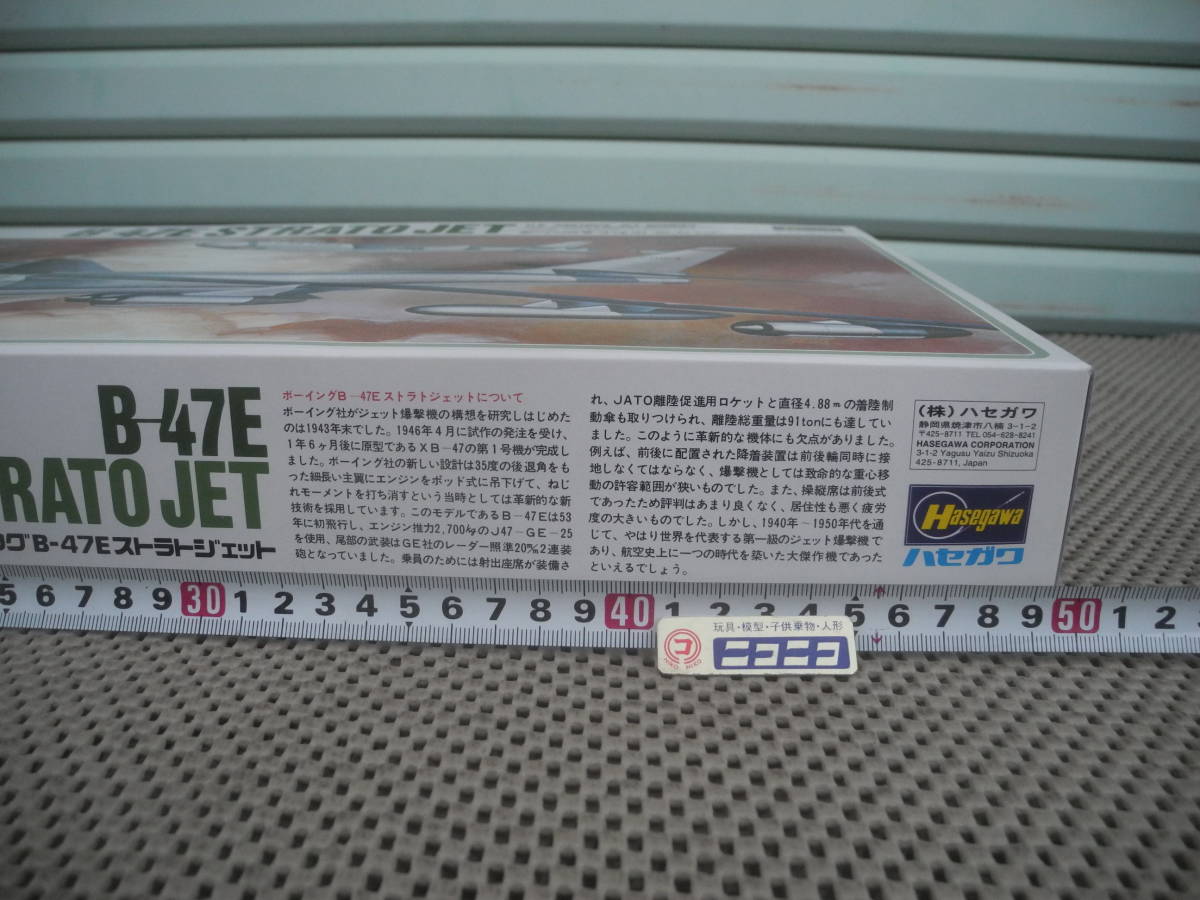 B-47E STRATO JET
B-47E
RATO JET
グB-47Eストラトジェット
ボーイングB-47Eストラトジェットについて
ボーイング社がジェット爆撃機の構想を研究しはじめた
のは1943年末でした。1946年4月に試作の発注を受け、
1年6ヶ月後に原型であるXB-47の第1号機が完成し
ました。ボーイング社の新しい設計は35度の後退角をも
った細長い主翼にエンジンをポッド式に吊下げて、ねじ
れモーメントを打ち消すという当時としては革新的な新
技術を採用しています。このモデルであるB-47Eは53
年に初飛行し、エンジン推力2,700kgのJ47-GE-25
を使用、尾部の武装はGE社のレーダー照準20%2連装
砲となっていました。乗員のためには射出座席が装備さ
れ、JATO離陸促進用ロケットと直径4.88mの着陸制
動傘も取りつけられ、離陸総重量は91tonにも達してい
ました。このように革新的な機体にも欠点がありました。
例えば、前後に配置された降着装置は前後輪同時に接
地しなくてはならなく、爆撃機としては致命的な重心移
動の許容範囲が狭いものでした。また、操縦席は前後式
であったため評判はあまり良くなく、居住性も悪く疲労
度の大きいものでした。しかし、1940年~1950年代を通
じて、やはり世界を代表する第一級のジェット爆撃機で
あり、航空史上に一つの時代を築いた大傑作機であった
といえるでしょう。
(株)ハセガワ
静岡県焼津市八楠 3-1-2
〒425-8711 TEL 054-628-8241
HASEGAWA CORPORATION
3-1-2 Yagusu Yaizu Shizuoka
425-8711, Japan
Hasegawa
ハセガワ
5 6 7 8 9 30 1 2 3 4 5 6 7 8 9 40 1 2 3 4 5 6 7 8 9 50 1 2
玩具・模型・子供乗物・人形
コ
NIKO NIKO
ニコニコ